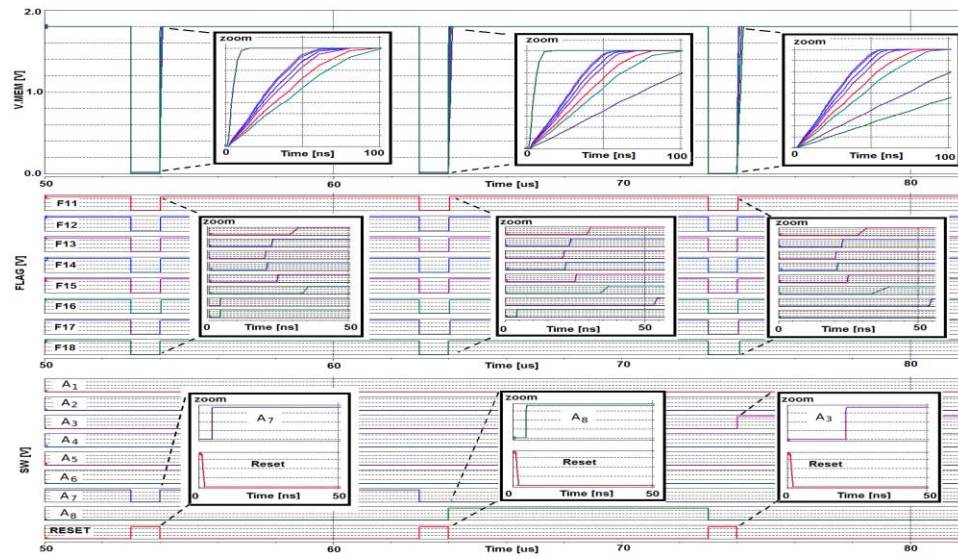 2.0
zoom
zoom
zoom
V.MEM [V]
1.0
0 Time [ns] 100
0 Time [ns] 100
0 Time [ns] 100
0.0
50 60 Time [us] 70 80
F11
F12
F13
F14
F15
F16
F17
F18
FLAG [V]
zoom
zoom
zoom
0 Time [ns] 50
0 Time [ns] 50
0 Time [ns] 50
50 60 Time [us] 70 80
A1
A2
A3
A4
A5
A6
A7
A8
RESET
SW [V]
zoom
A7
Reset
0 Time [ns] 50
zoom
A8
Reset
0 Time [ns] 50
zoom
A3
Reset
0 Time [ns] 50
50 60 Time [us] 70 80